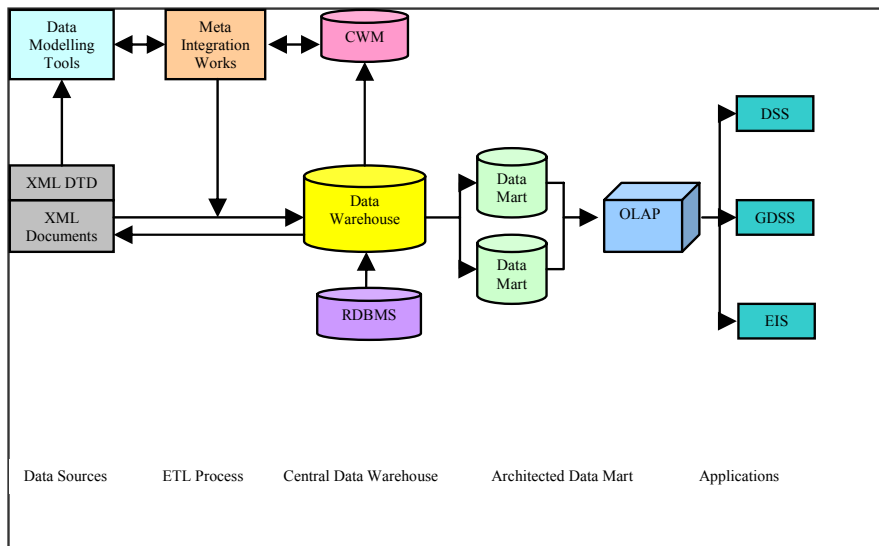 Data
Modelling
Tools
Meta
Integration
Works
CWM
XML DTD
XML
Documents
Data
Warehouse
RDBMS
Data
Mart
Data
Mart
OLAP
DSS
GDSS
EIS
Data Sources
ETL Process
Central Data Warehouse
Architected Data Mart
Applications